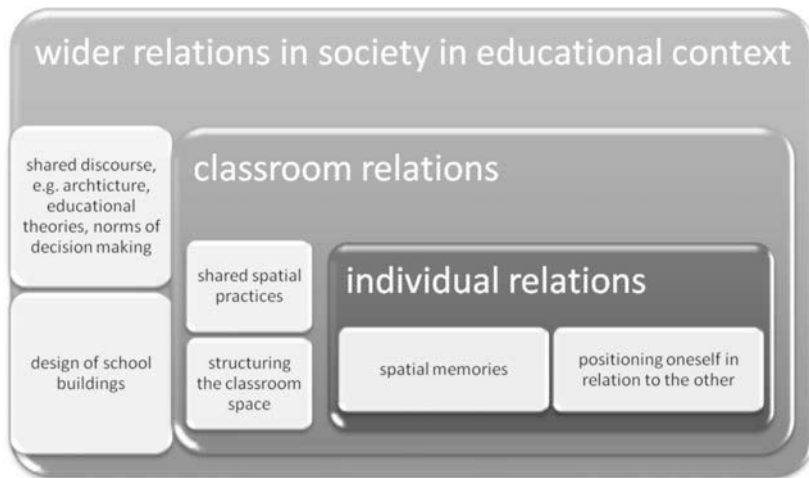 wider relations in society in educational context
shared discourse,
e.g. archticture,
educational
theories, norms of
decision making
design of school
buildings
classroom relations
shared spatial
practices
structuring
the classroom
space
individual relations
spatial memories
positioning oneself in
relation to the other